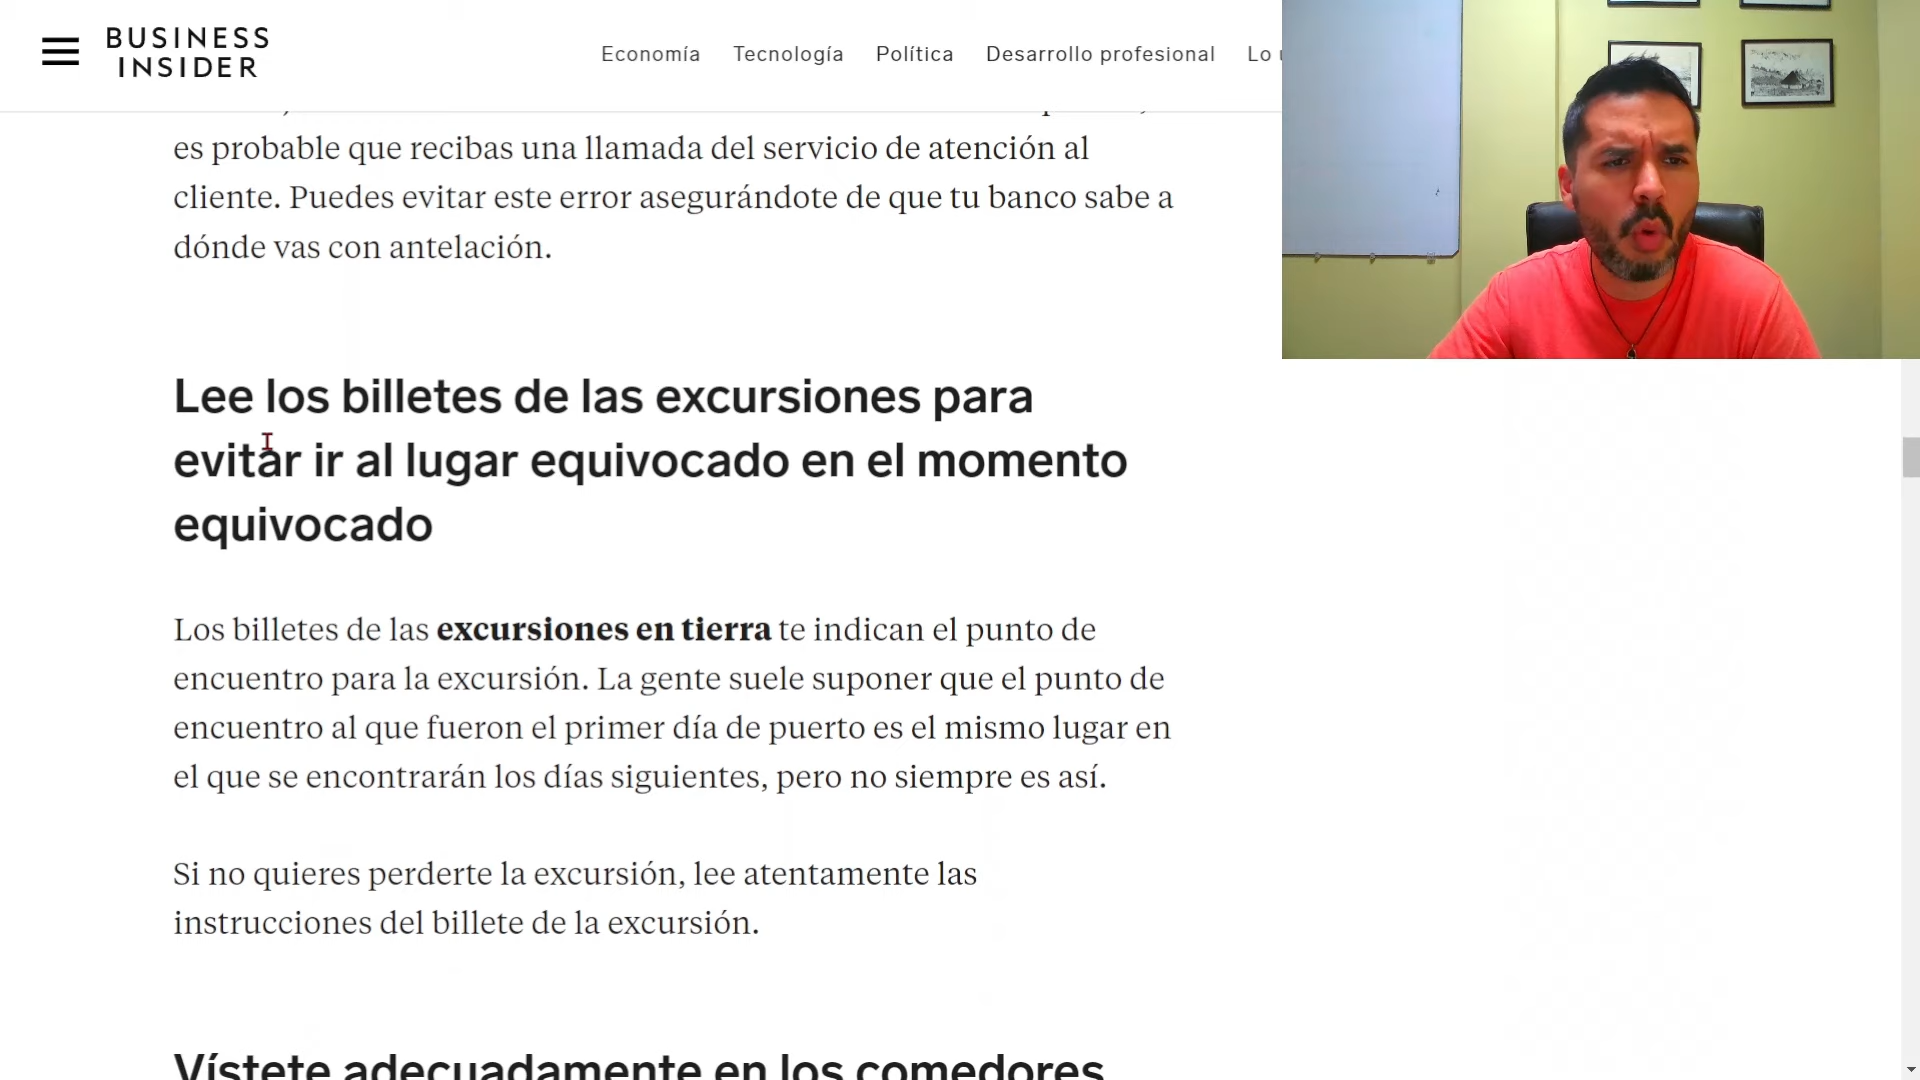 BUSINESS
INSIDER
Economía Tecnología Política Desarrollo profesional Lo
es probable que recibas una llamada del servicio de atención al
cliente. Puedes evitar este error asegurándote de que tu banco sabe a
dónde vas con antelación.
Lee los billetes de las excursiones para
evitar ir al lugar equivocado en el momento
equivocado
Los billetes de las excursiones en tierra te indican el punto de
encuentro para la excursión. La gente suele suponer que el punto de
encuentro al que fueron el primer día de puerto es el mismo lugar en
el que se encontrarán los días siguientes, pero no siempre es así.
Si no quieres perderte la excursión, lee atentamente las
instrucciones del billete de la excursión.
Vístete adecuadamente en los comedores